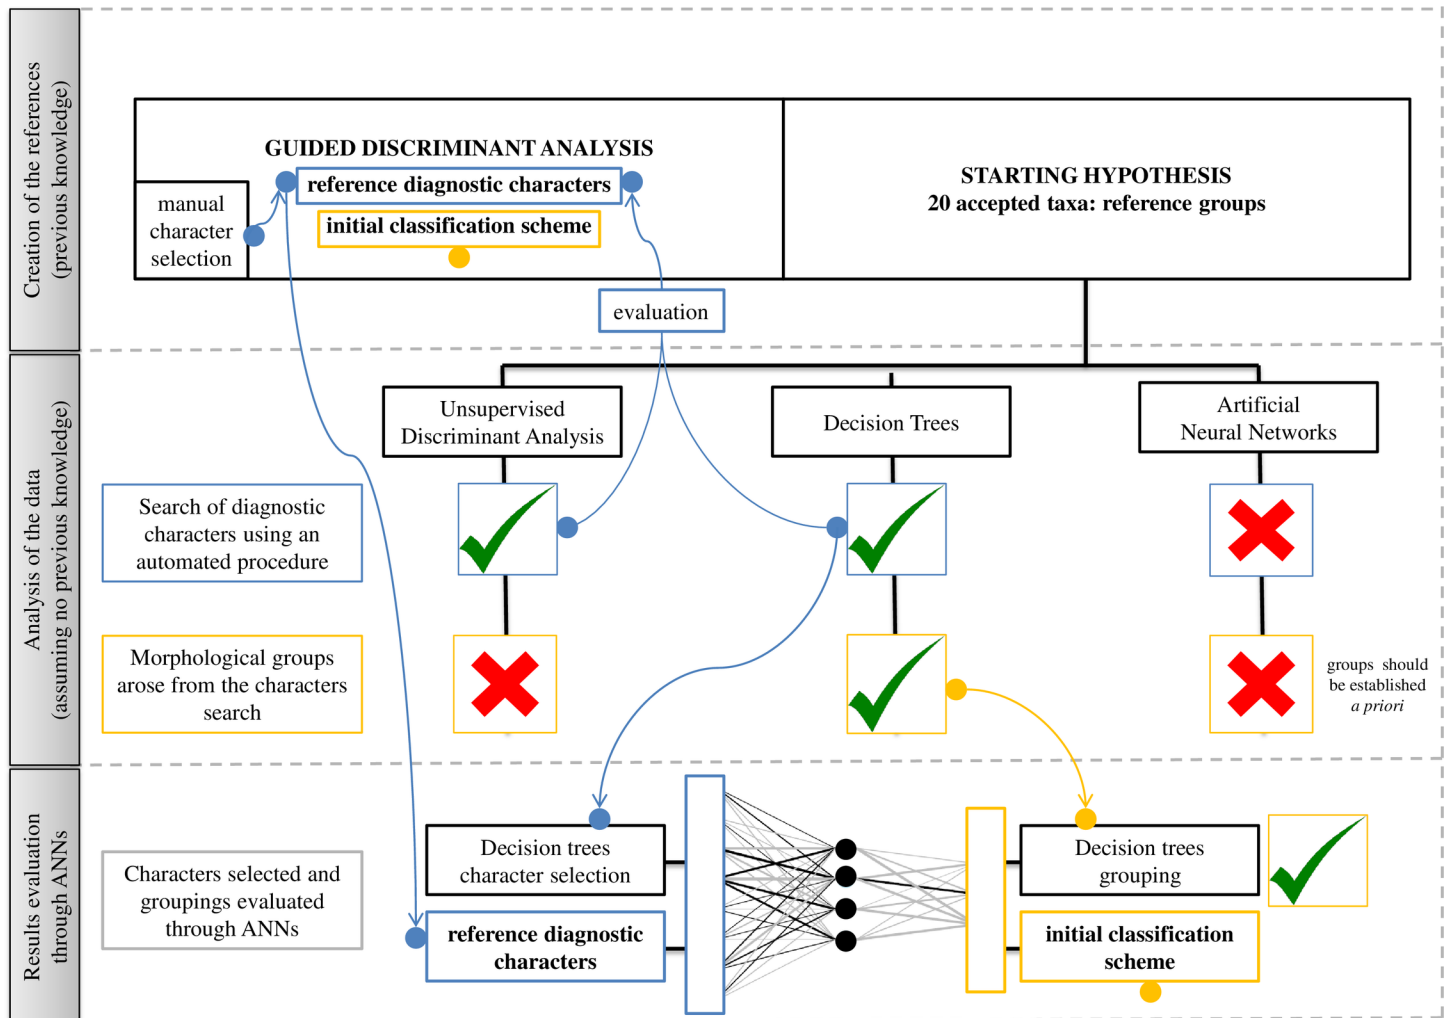 Creation of the references
(previous knowledge)
GUIDED DISCRIMINANT ANALYSIS
reference diagnostic characters
initial classification scheme
manual
character
selection
STARTING HYPOTHESIS
20 accepted taxa: reference groups
evaluation
Analysis of the data
(assuming no previous knowledge)
Unsupervised
Discriminant Analysis
Decision Trees
Artificial
Neural Networks
Search of diagnostic
characters using an
automated procedure
Morphological groups
arose from the characters
search
groups should
be established
a priori
Results evaluation
through ANNs
Characters selected and
groupings evaluated
through ANNs
Decision trees
character selection
reference diagnostic
characters
Decision trees
grouping
initial classification
scheme